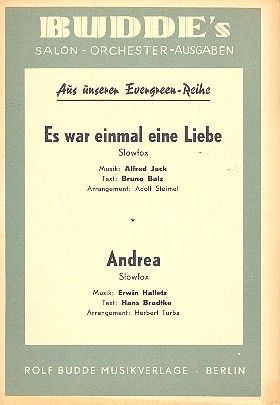 BUDDE's
SALON - ORCHESTER - AUSGABEN
Aus unserer Evergreen-Reihe
Es war einmal eine Liebe
Slowfox
Musik: Alfred Jack
Text: Bruno Balz
Arrangement: Adolf Steimel
*
Andrea
Slowfox
Musik: Erwin Halletz
Text: Hans Bradtke
Arrangement: Herbert Turba
ROLF BUDDE MUSIKVERLAGE · BERLIN